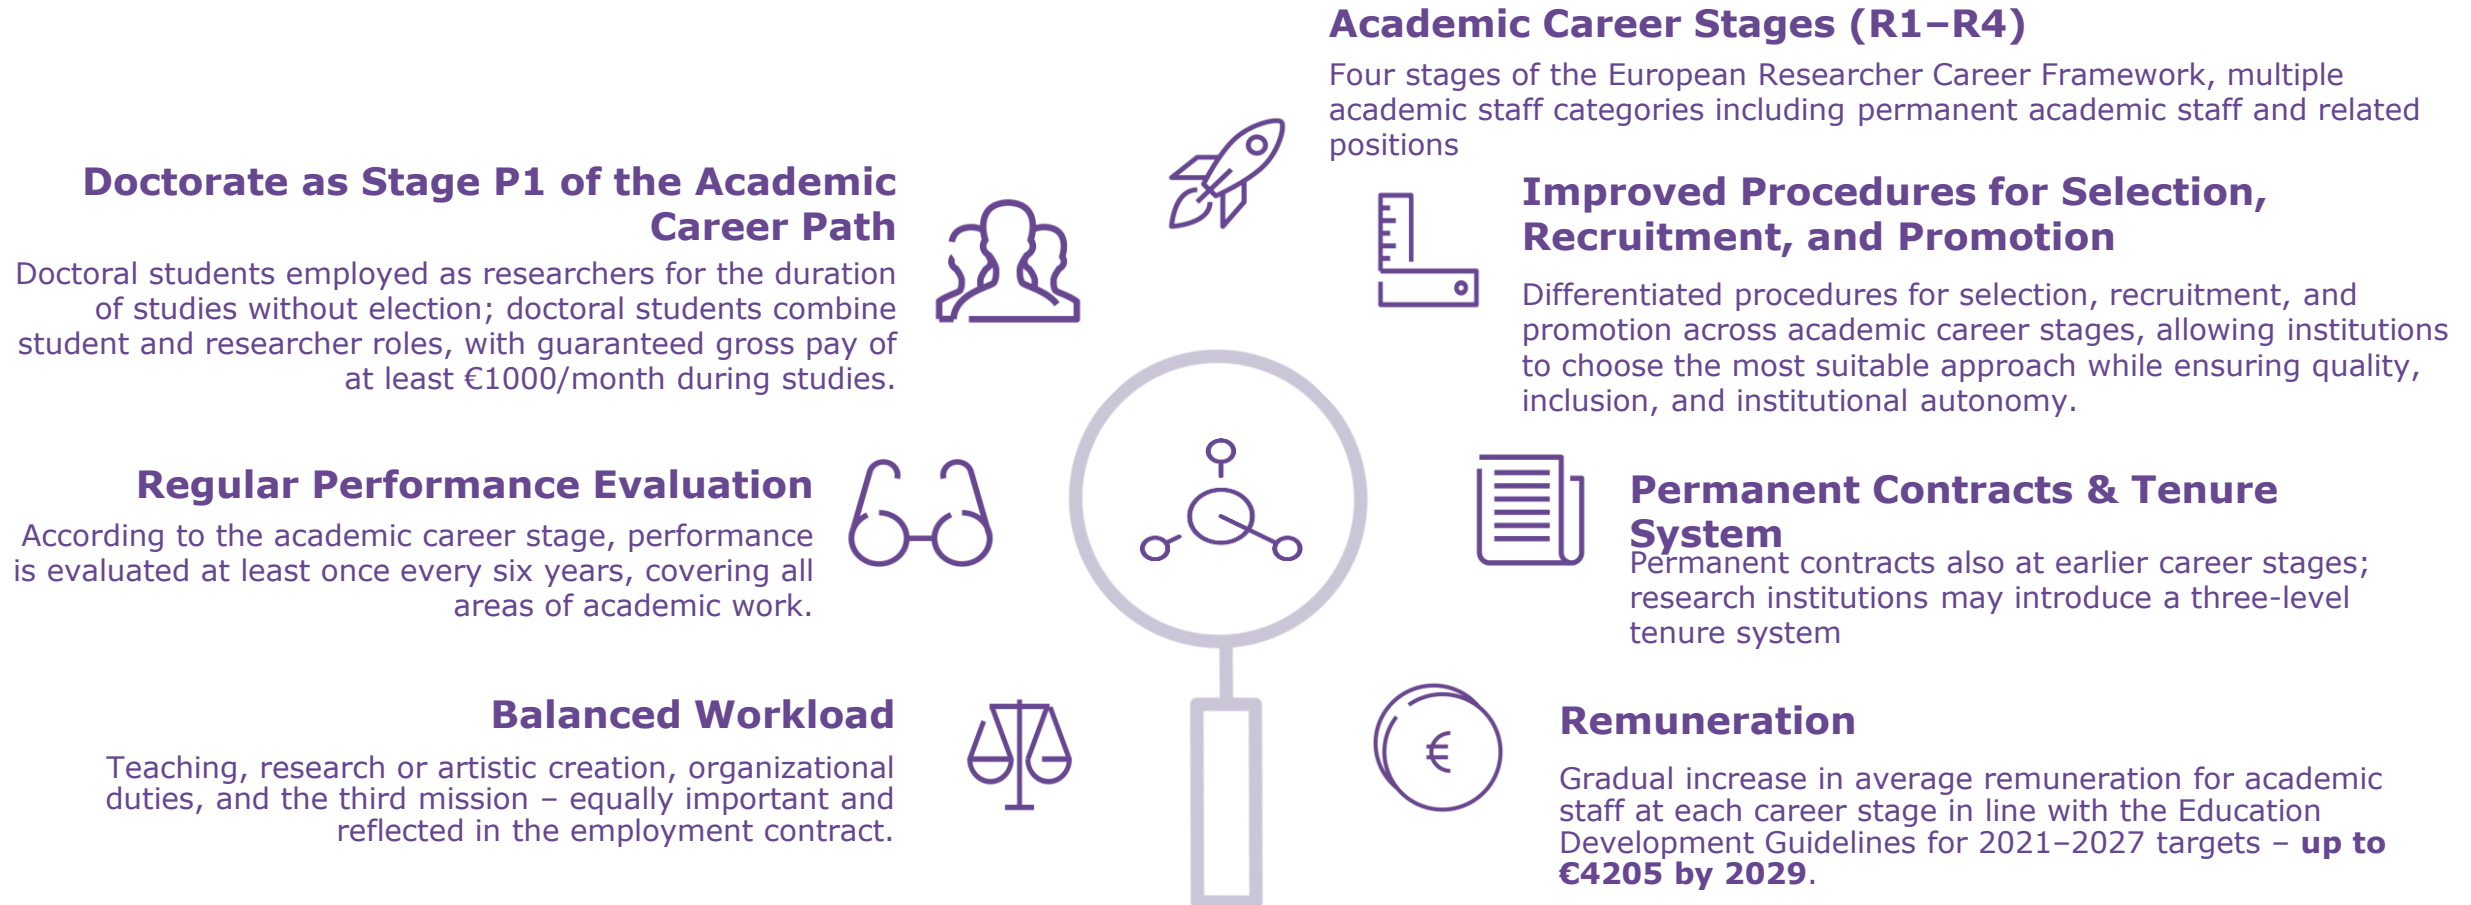 Academic Career Stages (R1–R4)
Four stages of the European Researcher Career Framework, multiple
academic staff categories including permanent academic staff and related
positions
Doctorate as Stage P1 of the Academic
Career Path
Doctoral students employed as researchers for the duration
of studies without election; doctoral students combine
student and researcher roles, with guaranteed gross pay of
at least €1000/month during studies.
Improved Procedures for Selection,
Recruitment, and Promotion
Differentiated procedures for selection, recruitment, and
promotion across academic career stages, allowing institutions
to choose the most suitable approach while ensuring quality,
inclusion, and institutional autonomy.
Regular Performance Evaluation
According to the academic career stage, performance
is evaluated at least once every six years, covering all
areas of academic work.
Permanent Contracts & Tenure
System
Permanent contracts also at earlier career stages;
research institutions may introduce a three-level
tenure system
Balanced Workload
Teaching, research or artistic creation, organizational
duties, and the third mission – equally important and
reflected in the employment contract.
€
Remuneration
Gradual increase in average remuneration for academic
staff at each career stage in line with the Education
Development Guidelines for 2021–2027 targets – up to
€4205 by 2029.